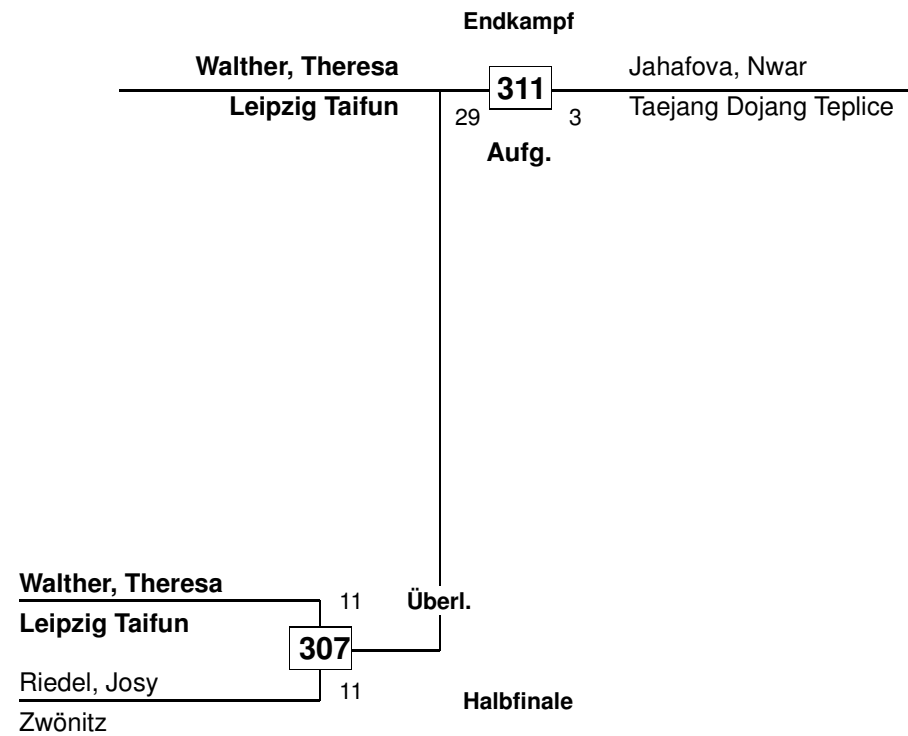 Endkampf
Walther, Theresa
Leipzig Taifun
29
311
3
Aufg.
Jahafova, Nwar
Taejang Dojang Teplice
Walther, Theresa
Leipzig Taifun
11
Überl.
307
Riedel, Josy
Zwönitz
11
Halbfinale